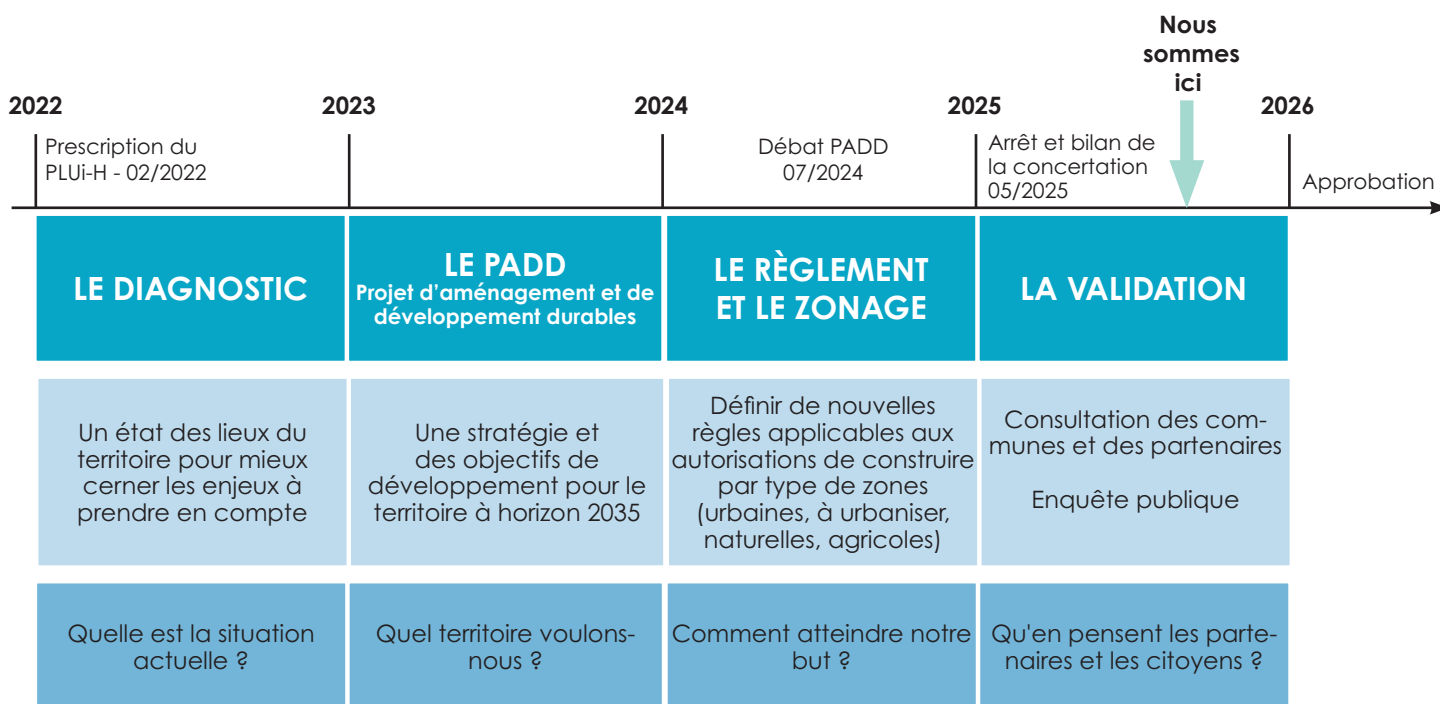 Nous
sommes
ici
2022
2023
2024
2025
2026
Prescription du
PLUi-H - 02/2022
Débat PADD
07/2024
Arrêt et bilan de
la concertation
05/2025
Approbation
LE DIAGNOSTIC
LE PADD
Projet d'aménagement et de
développement durables
LE RÈGLEMENT
ET LE ZONAGE
LA VALIDATION
Un état des lieux du
territoire pour mieux
cerner les enjeux à
prendre en compte
Une stratégie et
des objectifs de
développement pour le
territoire à horizon 2035
Définir de nouvelles
règles applicables aux
autorisations de construire
par type de zones
(urbaines, à urbaniser,
naturelles, agricoles)
Consultation des com-
munes et des partenaires
Enquête publique
Quelle est la situation
actuelle ?
Quel territoire voulons-
nous ?
Comment atteindre notre
but ?
Qu'en pensent les parte-
naires et les citoyens ?